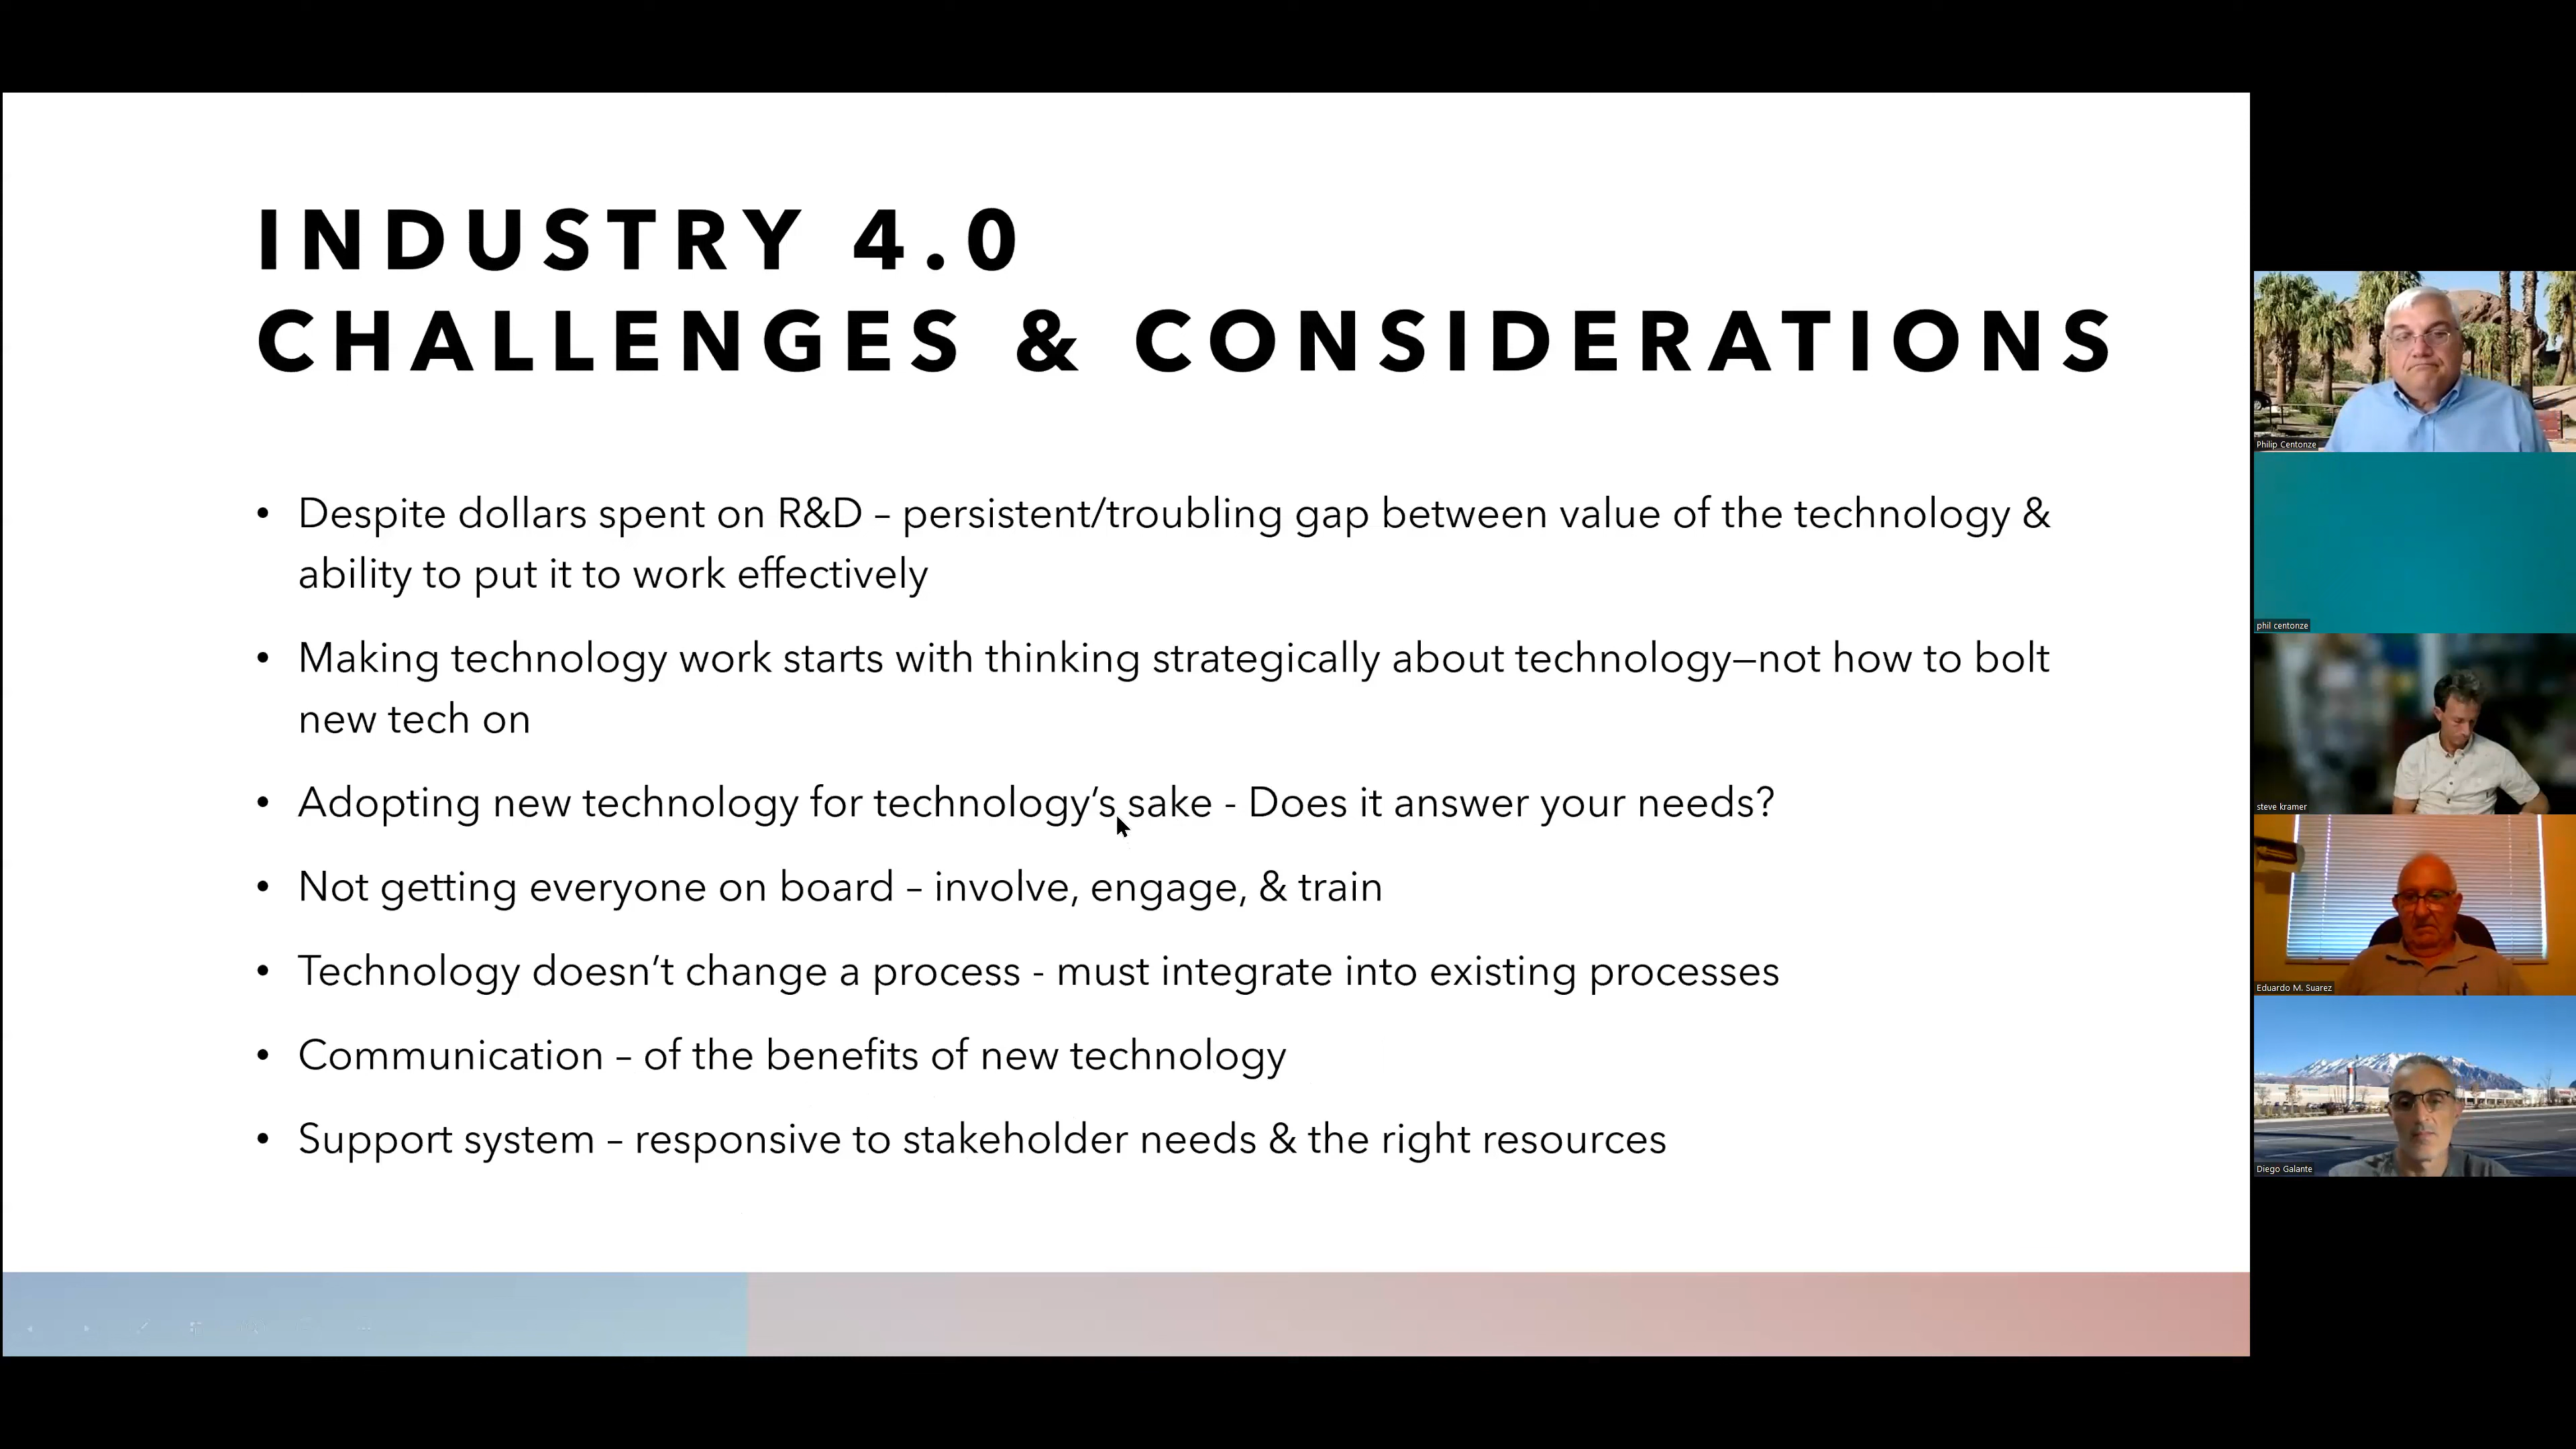 INDUSTRY 4.0
CHALLENGES & CONSIDERATIONS
• Despite dollars spent on R&D – persistent/troubling gap between value of the technology &
ability to put it to work effectively
• Making technology work starts with thinking strategically about technology—not how to bolt
new tech on
• Adopting new technology for technology’s sake - Does it answer your needs?
• Not getting everyone on board – involve, engage, & train
• Technology doesn’t change a process - must integrate into existing processes
• Communication – of the benefits of new technology
• Support system – responsive to stakeholder needs & the right resources
Philip Centonze
phil centonze
steve kramer
Eduardo M. Suarez
Diego Galante